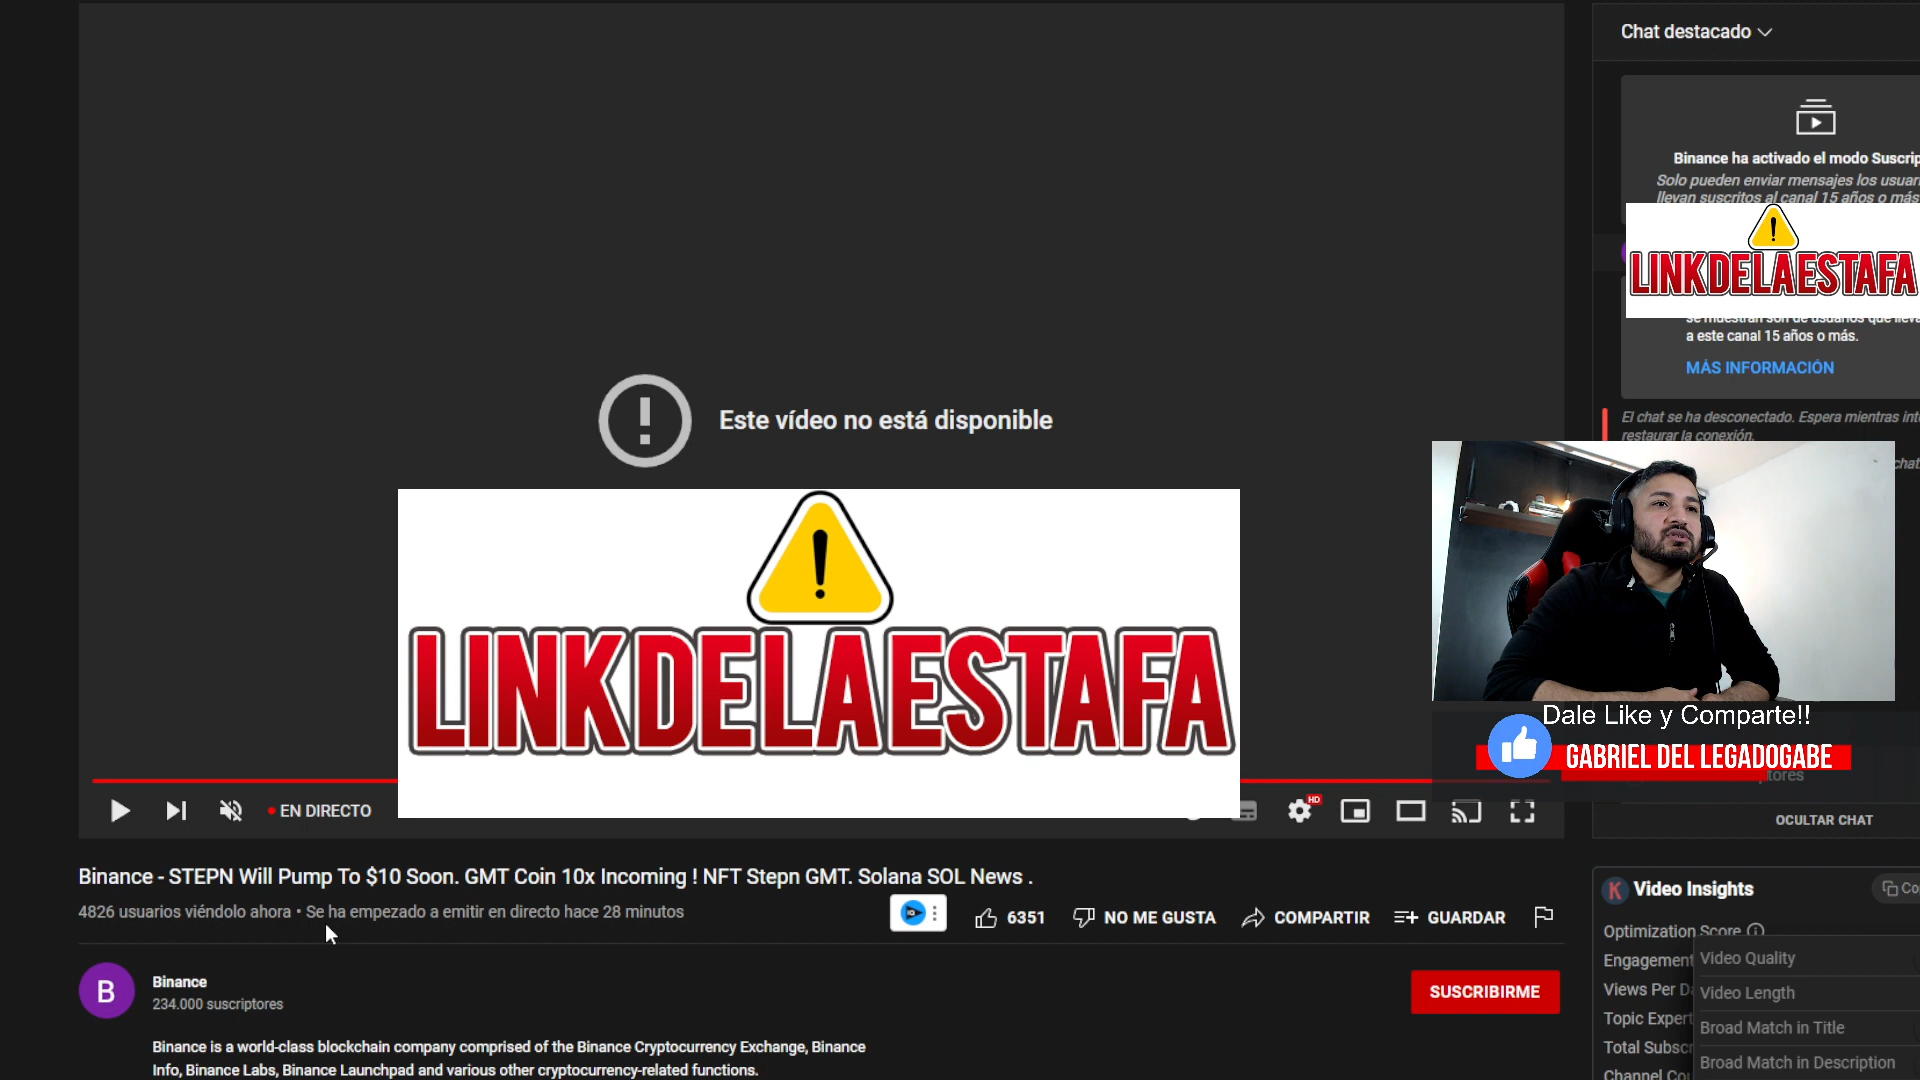 Chat destacado
Binance ha activado el modo
Solo pueden enviar mensajes los
llevan suscritos al canal 15 años o más
LINKDELAESTAFA
a este canal 15 años o más.
MÁS INFORMACIÓN
El chat se ha desconectado. Espera mientras
restaurar la conexión.
Este vídeo no está disponible
LINKDELAESTAFA
Dale Like y Comparte!!
GABRIEL DEL LEGADOGABE
EN DIRECTO
HD
OCULTAR CHAT
Binance - STEPN Will Pump To $10 Soon. GMT Coin 10x Incoming ! NFT Stepn GMT. Solana SOL News .
4826 usuarios viéndolo ahora • Se ha empezado a emitir en directo hace 28 minutos
6351
NO ME GUSTA
COMPARTIR
GUARDAR
B
Binance
234.000 suscriptores
SUSCRIBIRME
Binance is a world-class blockchain company comprised of the Binance Cryptocurrency Exchange, Binance
Info, Binance Labs, Binance Launchpad and various other cryptocurrency-related functions.
K Video Insights
Optimization Score
Engagement
Views Per
Topic
Total
Channel
Video Quality
Video Length
Broad Match in Title
Broad Match in Description